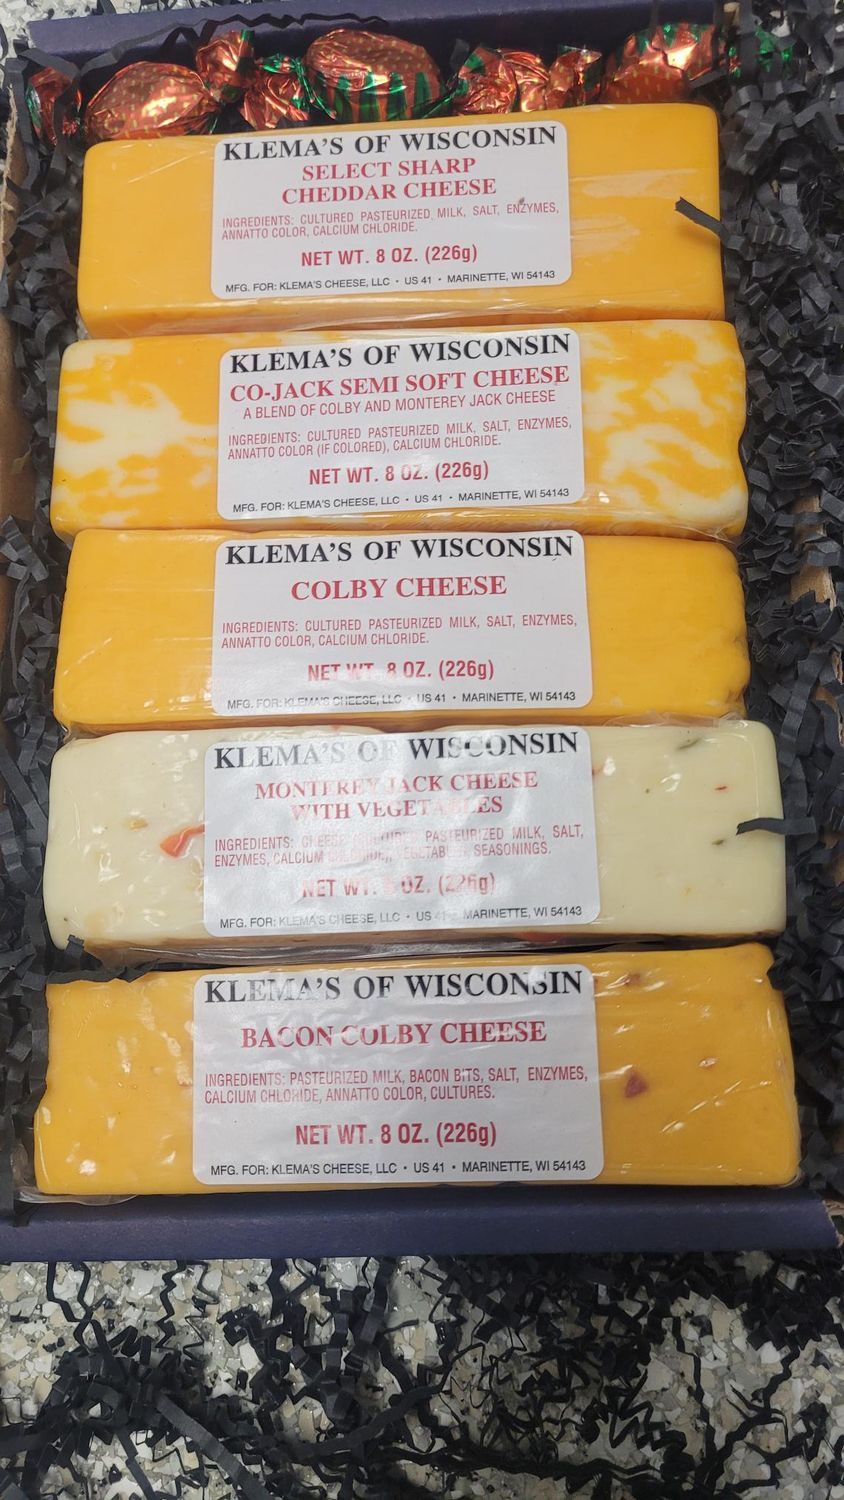 KLEMA'S OF WISCONSIN
SELECT SHARP
CHEDDAR CHEESE
INGREDIENTS: CULTURED PASTEURIZED MILK, SALT, ENZYMES,
ANNATTO COLOR, CALCIUM CHLORIDE.
NET WT. 8 OZ. (226g)
MFG. FOR: KLEMA'S CHEESE, LLC • US 41 • MARINETTE, WI 54143
KLEMA'S OF WISCONSIN
CO-JACK SEMI SOFT CHEESE
A BLEND OF COLBY AND MONTEREY JACK CHEESE
INGREDIENTS: CULTURED PASTEURIZED MILK, SALT, ENZYMES,
ANNATTO COLOR (IF COLORED), CALCIUM CHLORIDE.
NET WT. 8 OZ. (226g)
MFG. FOR: KLEMA'S CHEESE, LLC • US 41 • MARINETTE, WI 54143
KLEMA'S OF WISCONSIN
COLBY CHEESE
INGREDIENTS: CULTURED PASTEURIZED MILK, SALT, ENZYMES,
ANNATTO COLOR, CALCIUM CHLORIDE.
NET WT. 8 OZ. (226g)
MFG. FOR: KLEMA'S CHEESE, LLC • US 41 • MARINETTE, WI 54143
KLEMA'S OF WISCONSIN
MONTEREY JACK CHEESE
WITH VEGETABLES
INGREDIENTS: CHEESE PASTEURIZED MILK, SALT,
ENZYMES, CALCIUM SEASONINGS.
NET WT. OZ. (226g)
MFG. FOR: KLEMA'S CHEESE, LLC • US 41 • MARINETTE, WI 54143
KLEMA'S OF WISCONSIN
BACON COLBY CHEESE
INGREDIENTS: PASTEURIZED MILK, BACON BITS, SALT, ENZYMES,
CALCIUM CHLORIDE, ANNATTO COLOR, CULTURES.
NET WT. 8 OZ. (226g)
MFG. FOR: KLEMA'S CHEESE, LLC • US 41 • MARINETTE, WI 54143